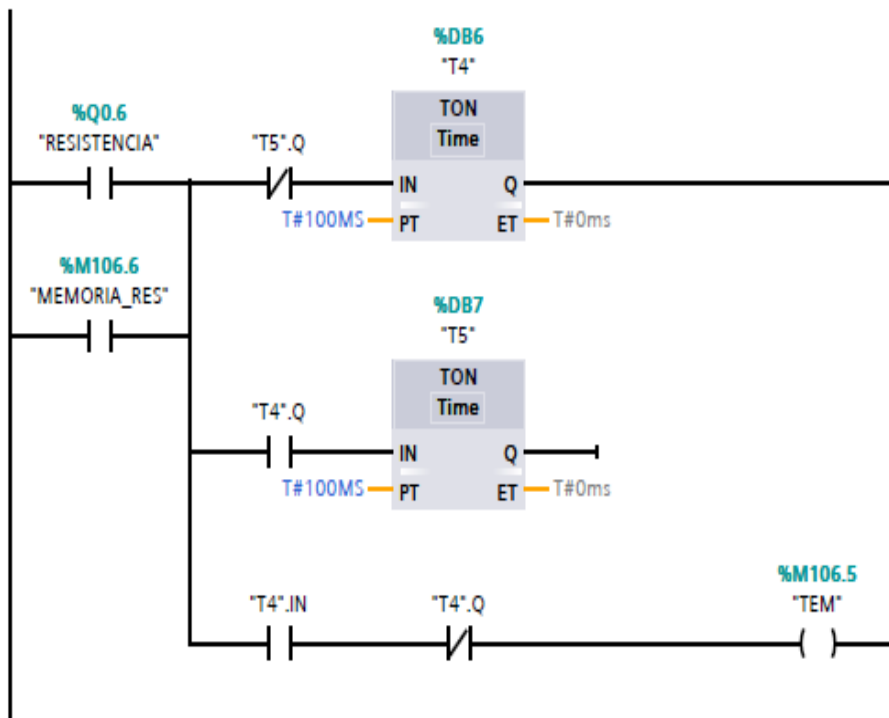 %DB6
"T4"
TON
Time
%Q0.6
"RESISTENCIA"
"T5".Q
IN
Q
T#100MS
PT
ET
T#0ms
%M106.6
"MEMORIA_RES"
%DB7
"T5"
TON
Time
"T4".Q
IN
Q
T#100MS
PT
ET
T#0ms
%M106.5
"TEM"
"T4".IN
"T4".Q